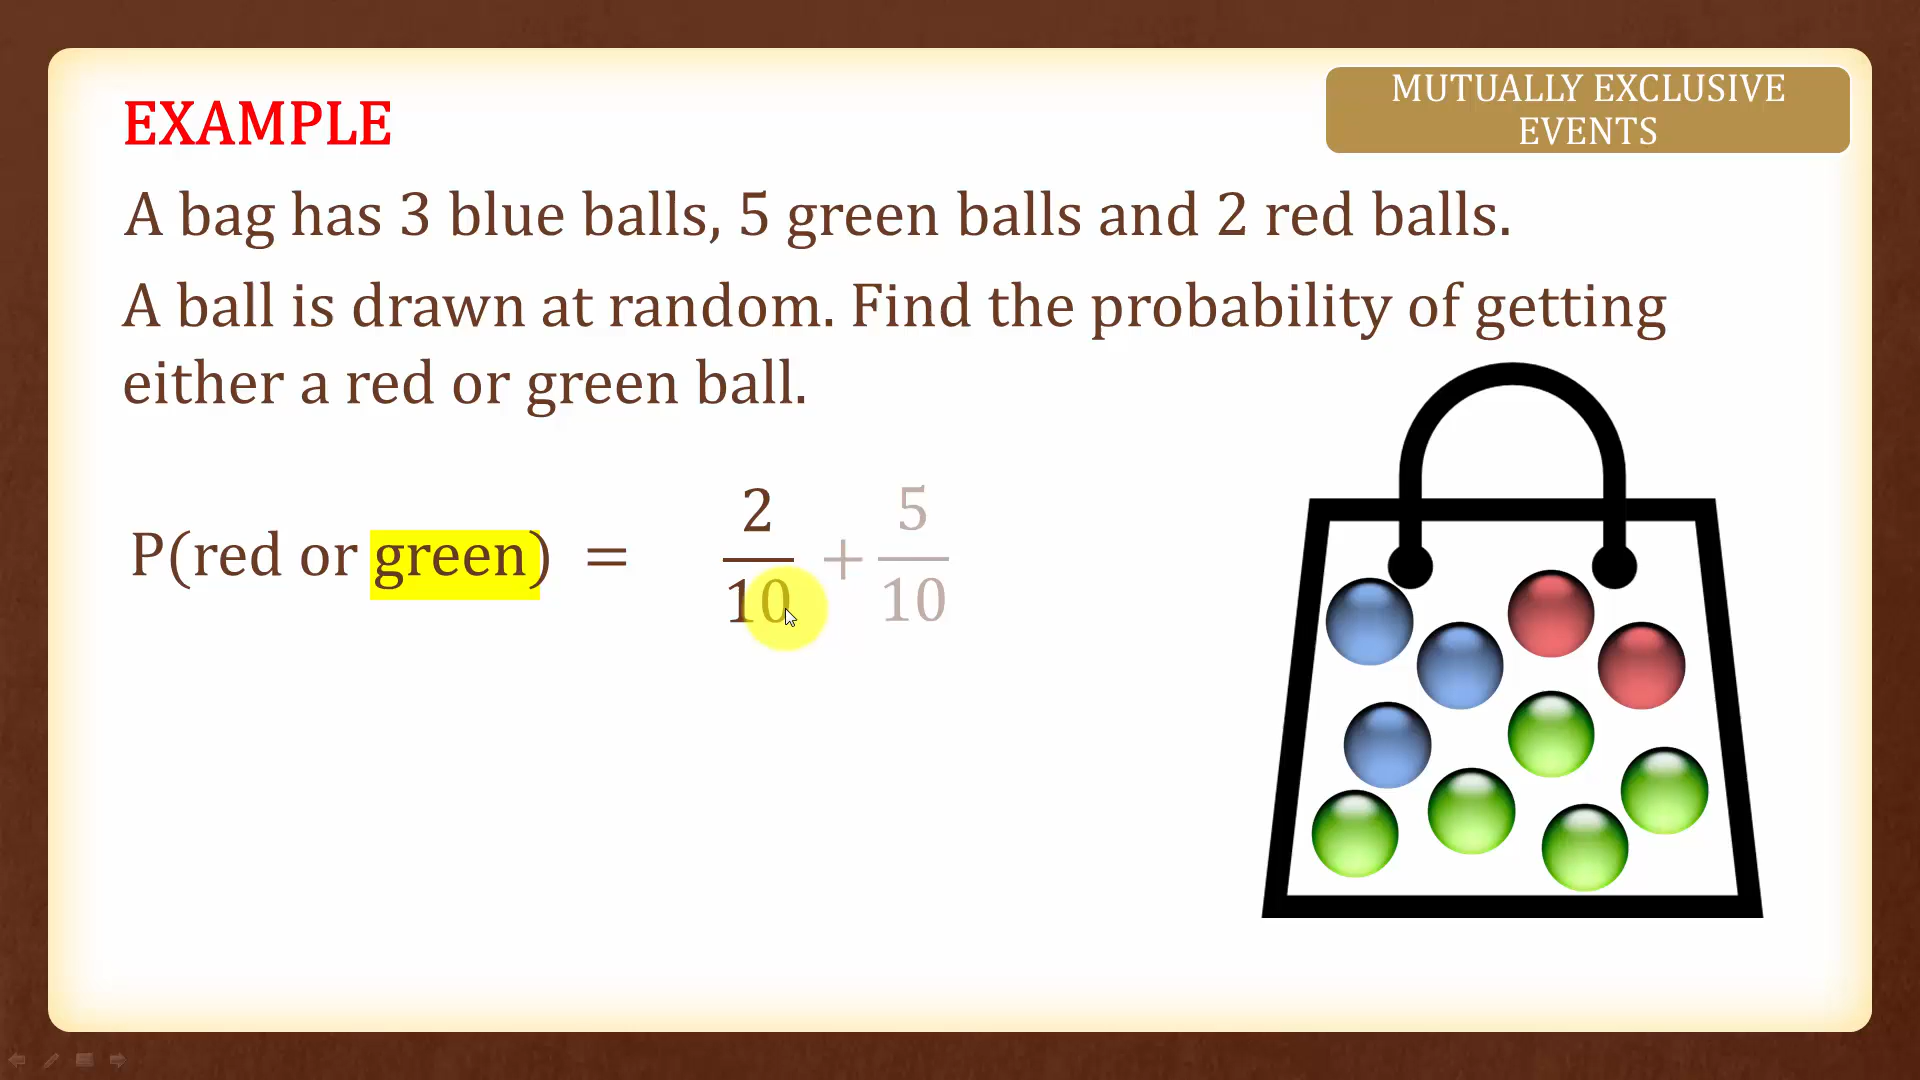 MUTUALLY EXCLUSIVE
EVENTS
EXAMPLE
A bag has 3 blue balls, 5 green balls and 2 red balls.
A ball is drawn at random. Find the probability of getting
either a red or green ball.
P(red or green) = 2/10 + 5/10